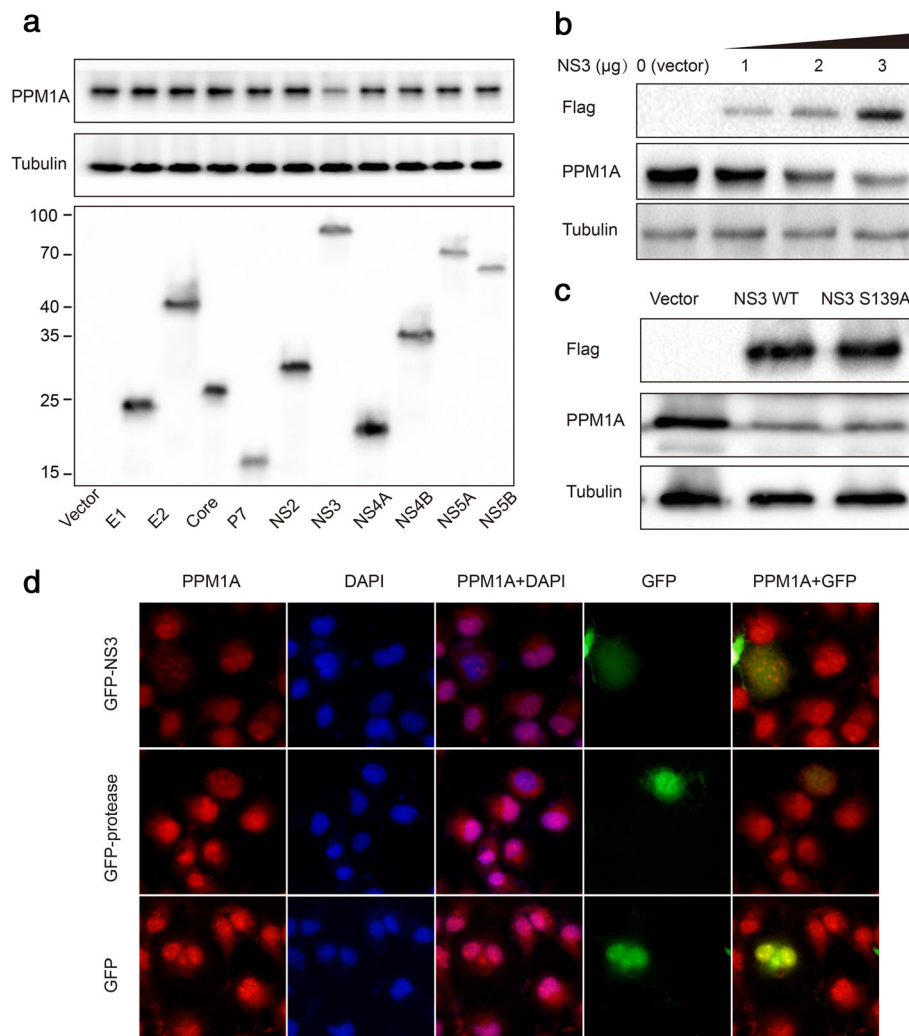 a
PPM1A
Tubulin
100
70
40
35
25
15
Vector E1 E2 Core P7 NS2 NS3 NS4A NS4B NS5A NS5B
b
NS3 (μg) 0 (vector) 1 2 3
Flag
PPM1A
Tubulin
c
Vector NS3 WT NS3 S139A
Flag
PPM1A
Tubulin
d
PPM1A DAPI PPM1A+DAPI GFP PPM1A+GFP
GFP-NS3
GFP-protease
GFP